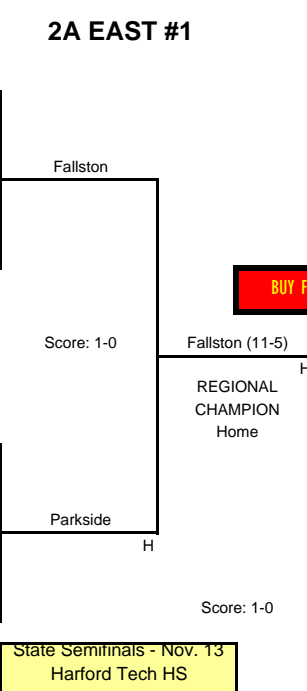 2A EAST #1
Fallston
BUY
Score: 1-0
Fallston (11-5)
H
REGIONAL
CHAMPION
Home
Parkside
H
Score: 1-0
State Semifinals - Nov. 13
Harford Tech HS